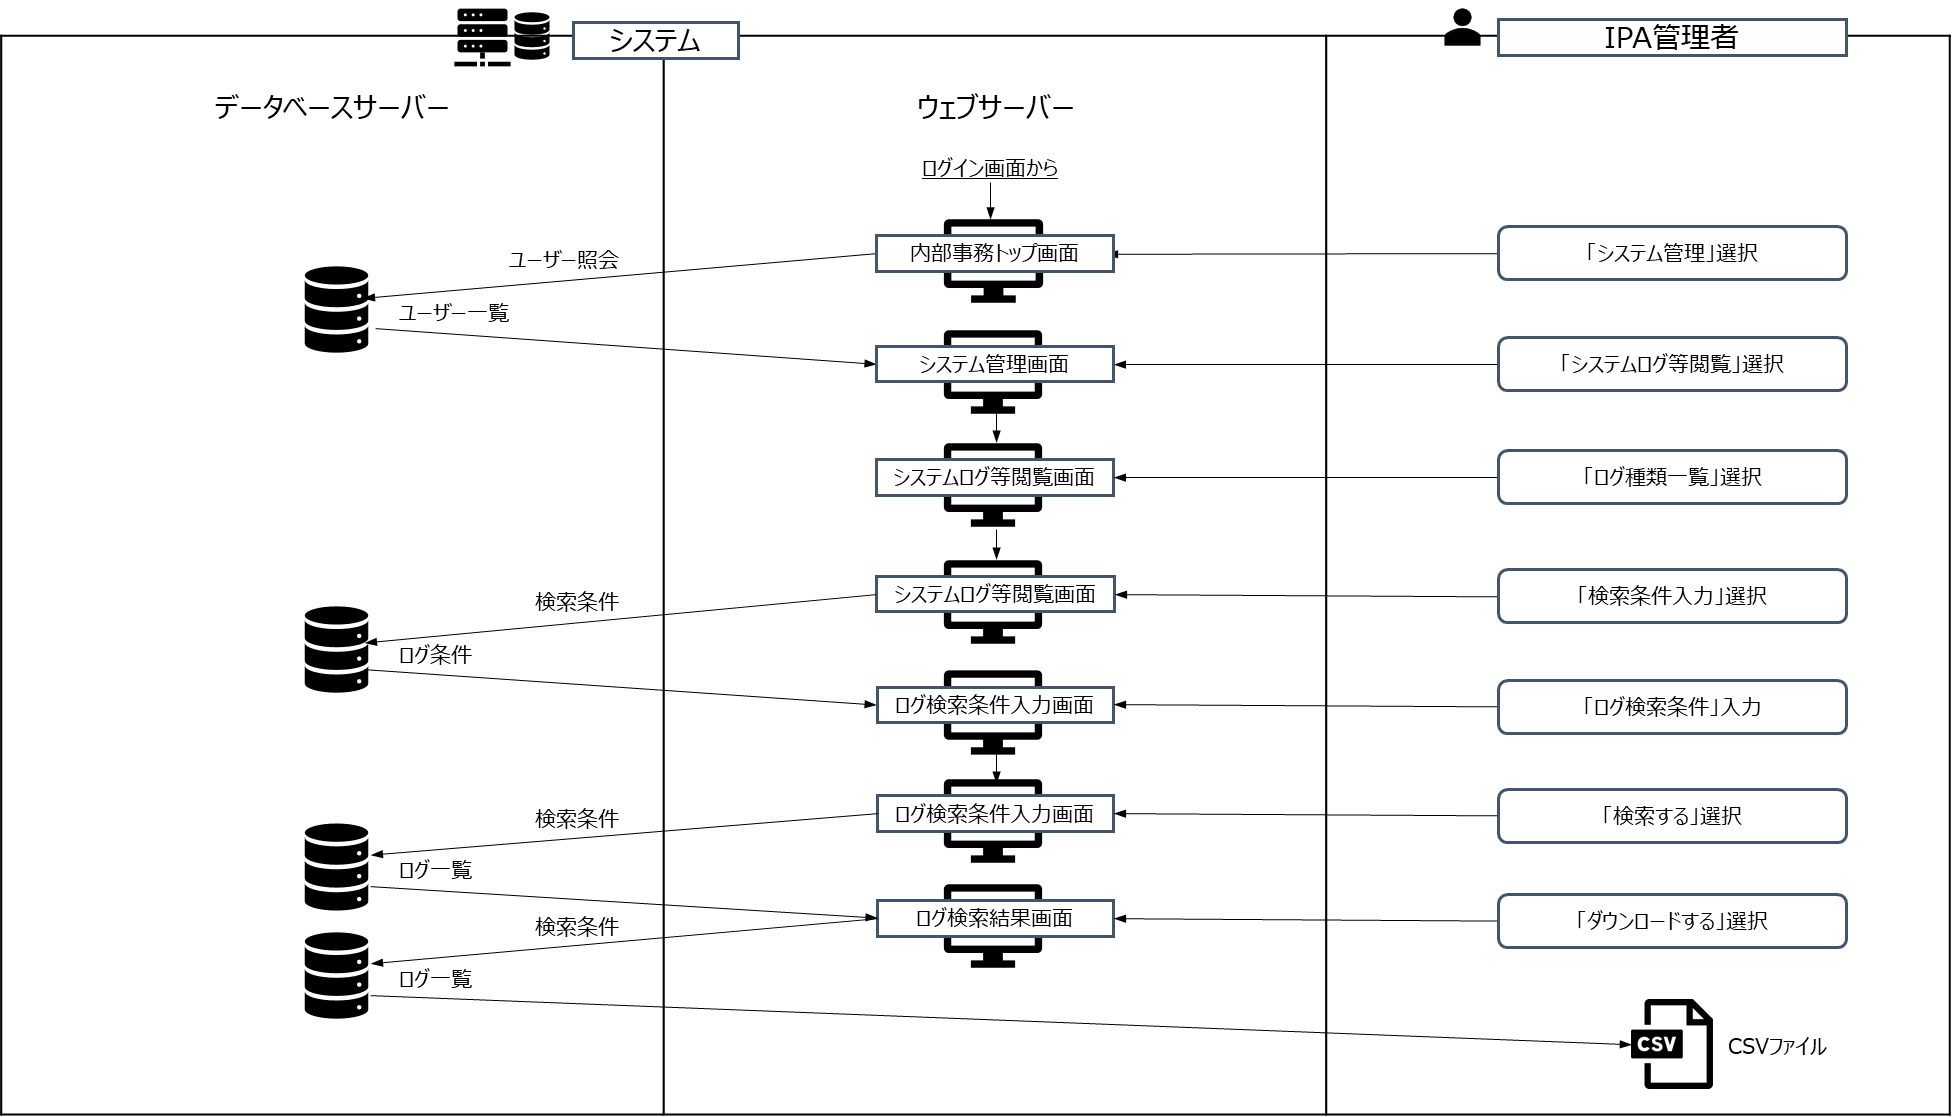 システム
IPA管理者
データベースサーバー
ウェブサーバー
ログイン画面から
内部事務トップ画面
「システム管理」選択
ユーザー照会
ユーザー一覧
システム管理画面
「システムログ等閲覧」選択
システムログ等閲覧画面
「ログ種類一覧」選択
システムログ等閲覧画面
「検索条件入力」選択
検索条件
ログ条件
ログ検索条件入力画面
「ログ検索条件」入力
ログ検索条件入力画面
「検索する」選択
検索条件
ログ一覧
ログ検索結果画面
「ダウンロードする」選択
検索条件
ログ一覧
CSV
CSVファイル